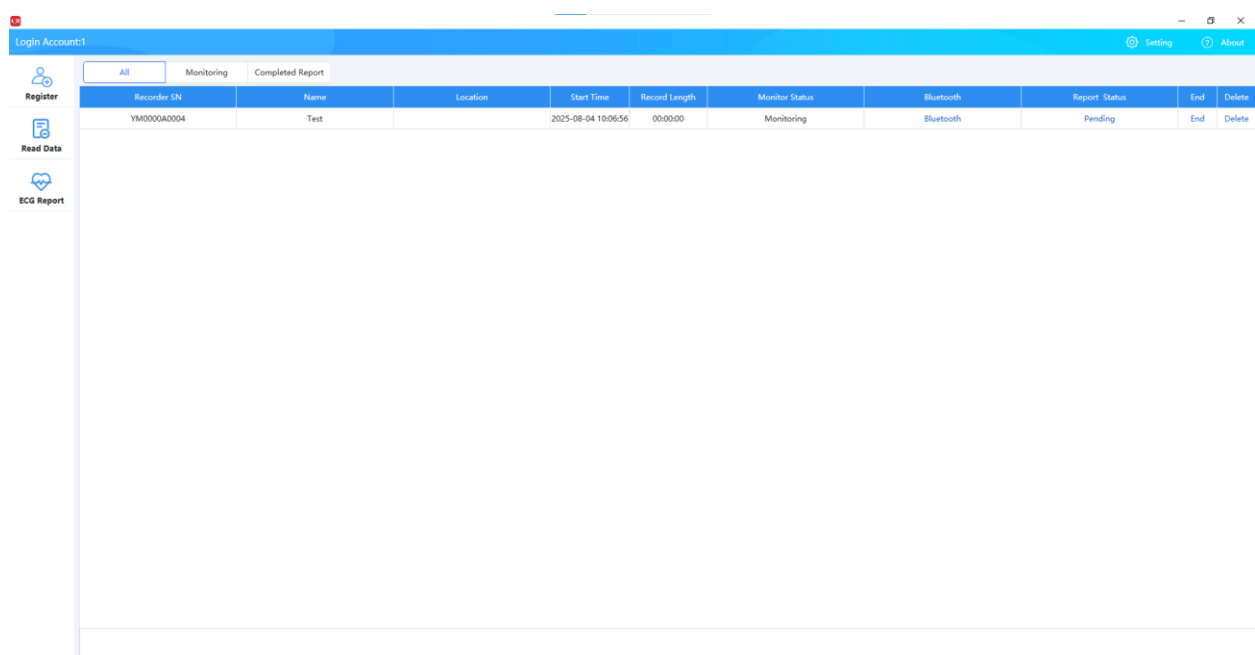 Login Account:1
Setting
About
Register
Read Data
ECG Report
All Monitoring Completed Report
Recorder SN Name Location Start Time Record Length Monitor Status Bluetooth Report Status End Delete
YM0000A0004 Test 2025-08-04 10:06:56 00:00:00 Monitoring Bluetooth Pending End Delete